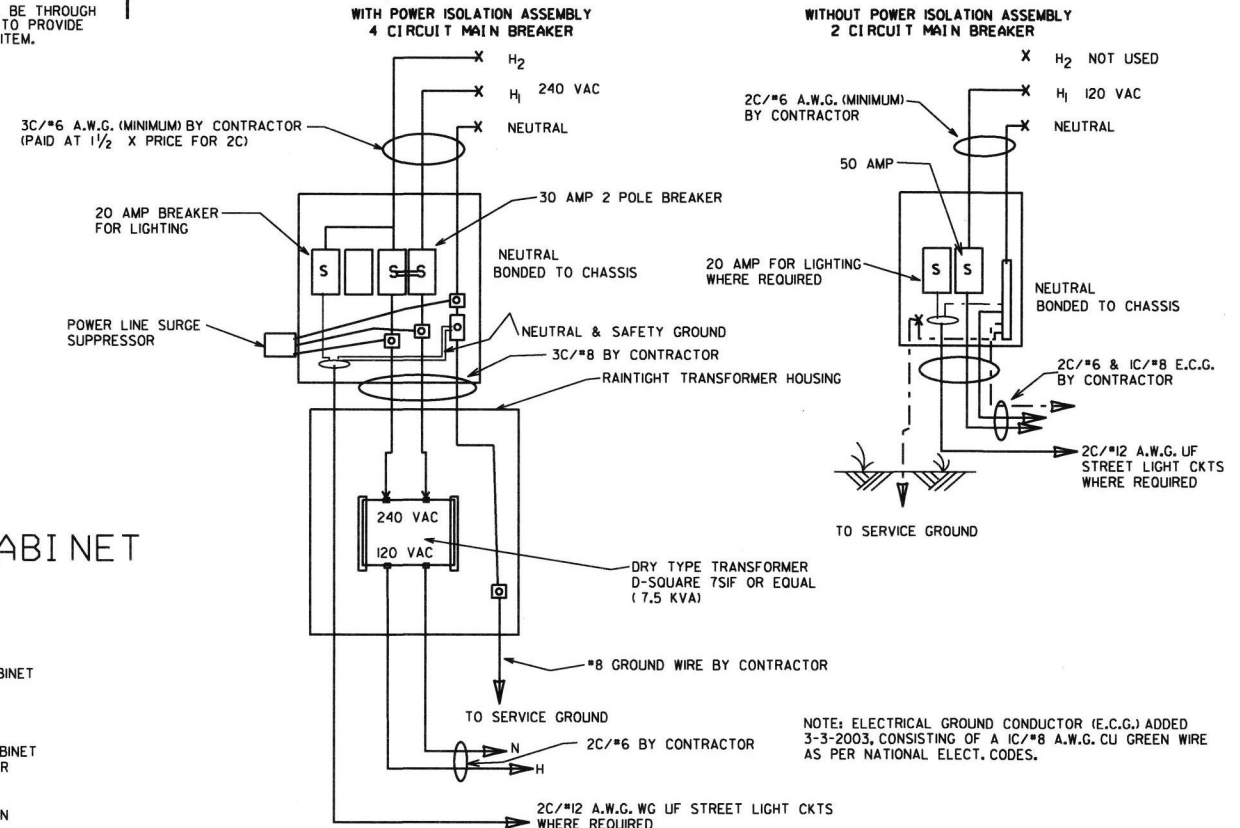 BE THROUGH
TO PROVIDE
ITEM.
WITH POWER ISOLATION ASSEMBLY
4 CIRCUIT MAIN BREAKER
H2
H1 240 VAC
NEUTRAL
3C/#6 A.W.G. (MINIMUM) BY CONTRACTOR
(PAID AT 1 1/2 X PRICE FOR 2C)
20 AMP BREAKER
FOR LIGHTING
30 AMP 2 POLE BREAKER
S
S
S
NEUTRAL
BONDED TO CHASSIS
POWER LINE SURGE
SUPPRESSOR
NEUTRAL & SAFETY GROUND
3C/#8 BY CONTRACTOR
RAINTIGHT TRANSFORMER HOUSING
240 VAC
120 VAC
DRY TYPE TRANSFORMER
D-SQUARE 7S1F OR EQUAL
( 7.5 KVA)
#8 GROUND WIRE BY CONTRACTOR
TO SERVICE GROUND
2C/#6 BY CONTRACTOR
N
H
2C/#12 A.W.G. WG UF STREET LIGHT CKTS
WHERE REQUIRED
WITHOUT POWER ISOLATION ASSEMBLY
2 CIRCUIT MAIN BREAKER
H2 NOT USED
H1 120 VAC
NEUTRAL
2C/#6 A.W.G. (MINIMUM)
BY CONTRACTOR
50 AMP
20 AMP FOR LIGHTING
WHERE REQUIRED
S
S
NEUTRAL
BONDED TO CHASSIS
2C/#6 & 1C/#8 E.C.G.
BY CONTRACTOR
2C/#12 A.W.G. UF
STREET LIGHT CKTS
WHERE REQUIRED
TO SERVICE GROUND
NOTE: ELECTRICAL GROUND CONDUCTOR (E.C.G.) ADDED
3-3-2003, CONSISTING OF A 1C/#8 A.W.G. CU GREEN WIRE
AS PER NATIONAL ELECT. CODES.
ABINET
BINET
BINET
R
N